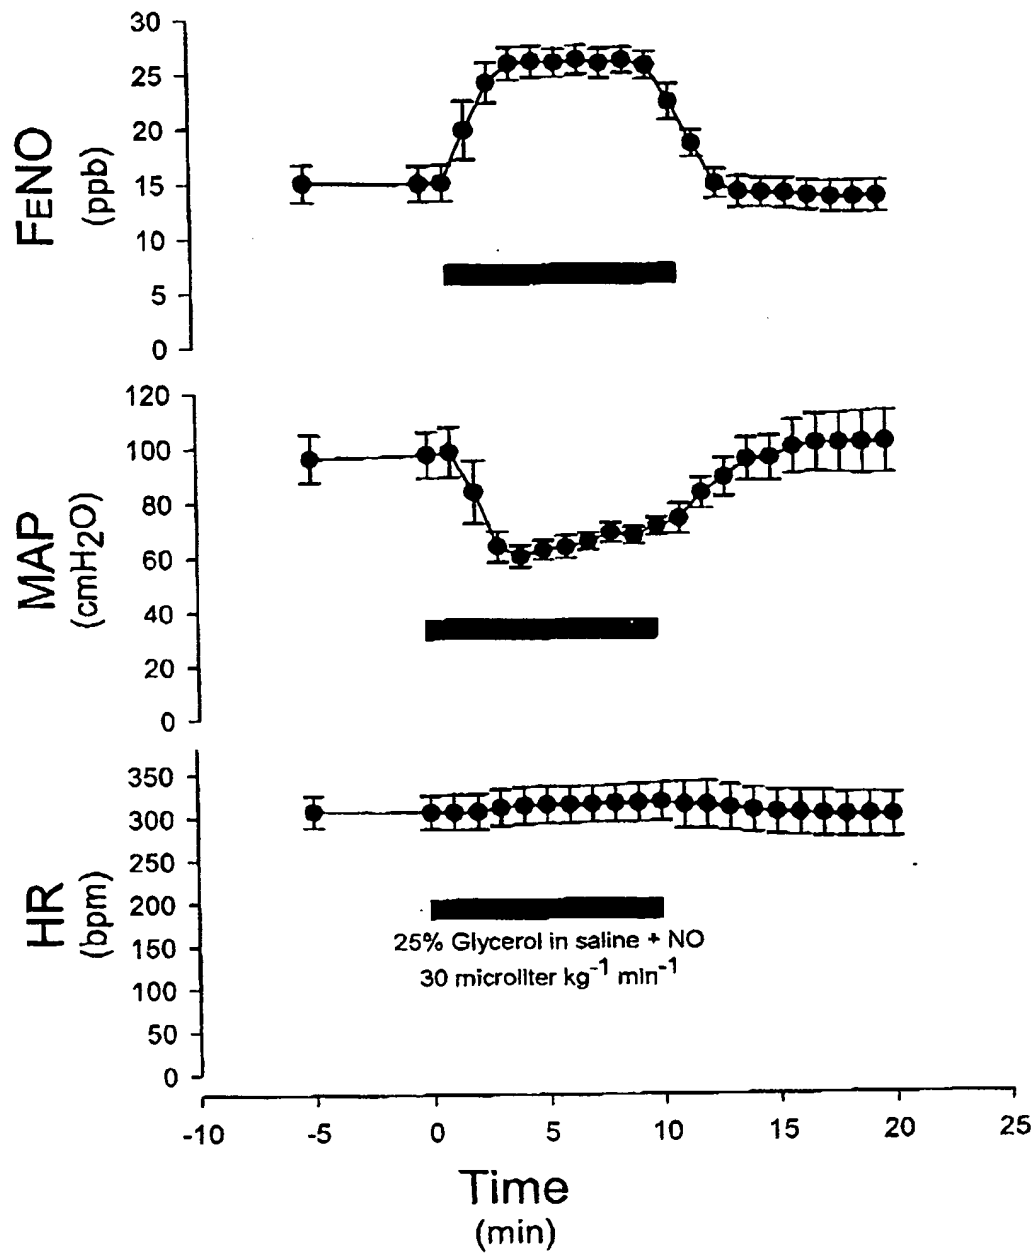 30
25
20
15
10
5
0
FENO
(ppb)
120
100
80
60
40
20
0
MAP
(cmH2O)
350
300
250
200
150
100
50
0
HR
(bpm)
25% Glycerol in saline + NO
30 microliter kg-1 min-1
-10 -5 0 5 10 15 20 25
Time
(min)